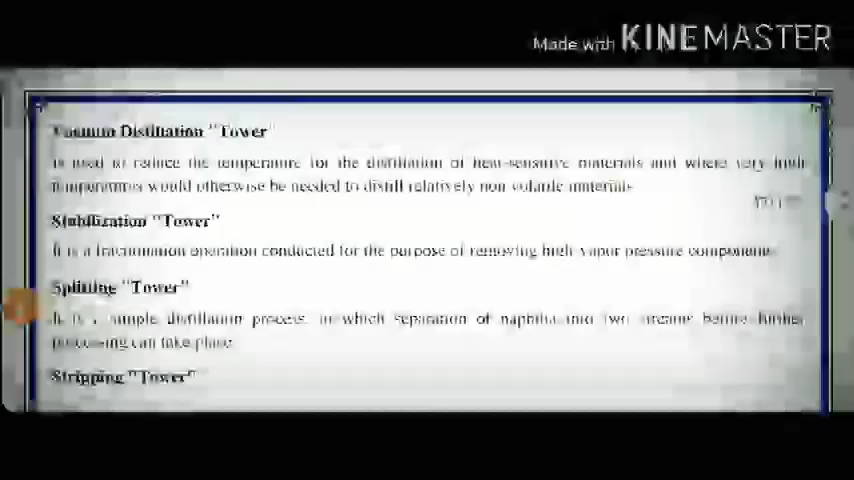 Made with KINEMASTER
Vacuum Distillation "Tower"
Is used to reduce the temperature for the distillation of heat-sensitive materials and where very high
temperatures would otherwise be needed to distill relatively non volatile materials
Stabilization "Tower"
It is a fractionation operation conducted for the purpose of removing high vapor pressure components
Splitting "Tower"
It is a simple distillation process, in which separation of naphtha into two streams before further
processing can take place
Stripping "Tower"